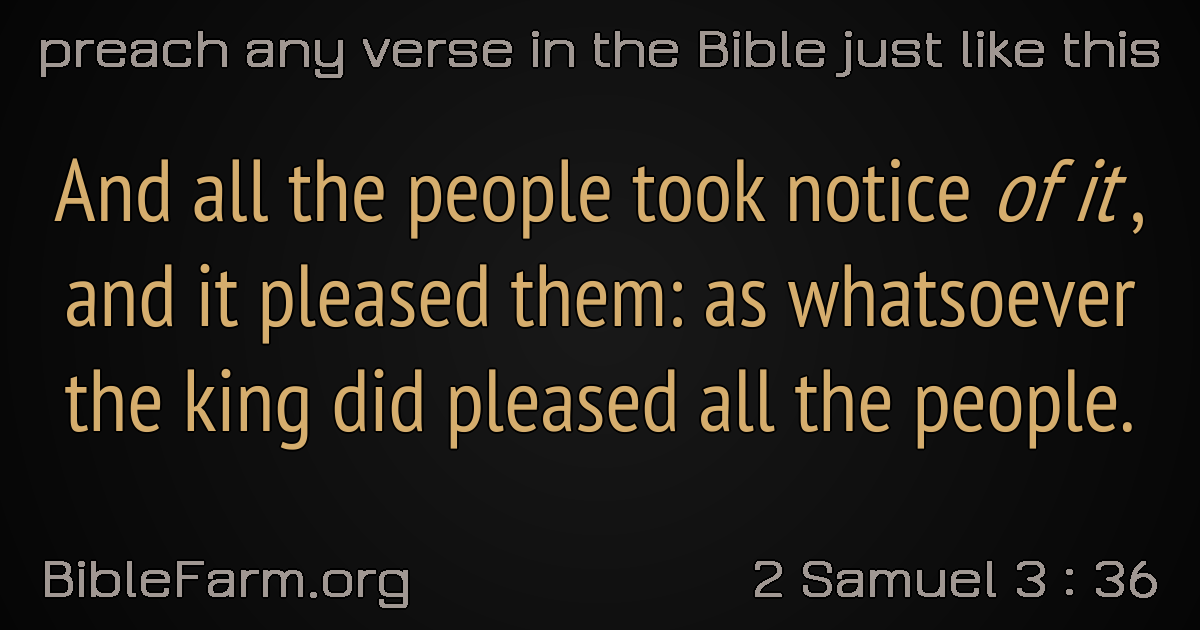 preach any verse in the Bible just like this
And all the people took notice of it,
and it pleased them: as whatsoever
the king did pleased all the people.
BibleFarm.org
2 Samuel 3 : 36